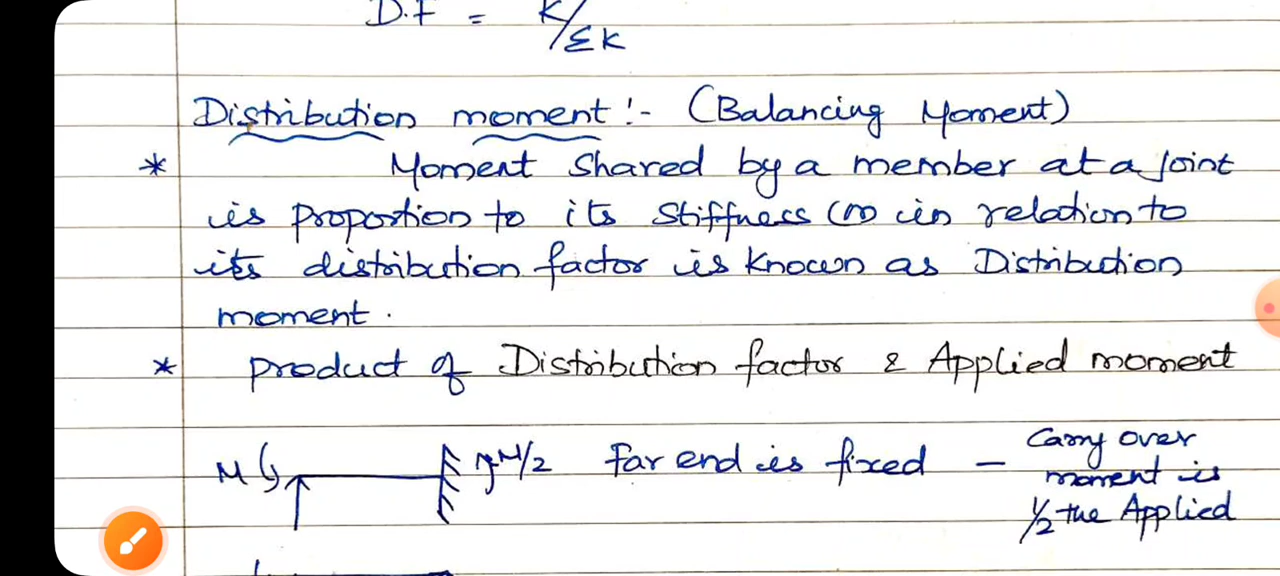 D.F = K/ΣK
Distribution moment :- (Balancing Moment)
* Moment shared by a member at a joint
is proportion to its stiffness (or) in relation to
its distribution factor is known as Distribution
moment.
* product of Distribution factor & Applied moment
M M/2 Far end is fixed - Carry over
moment is
1/2 the Applied